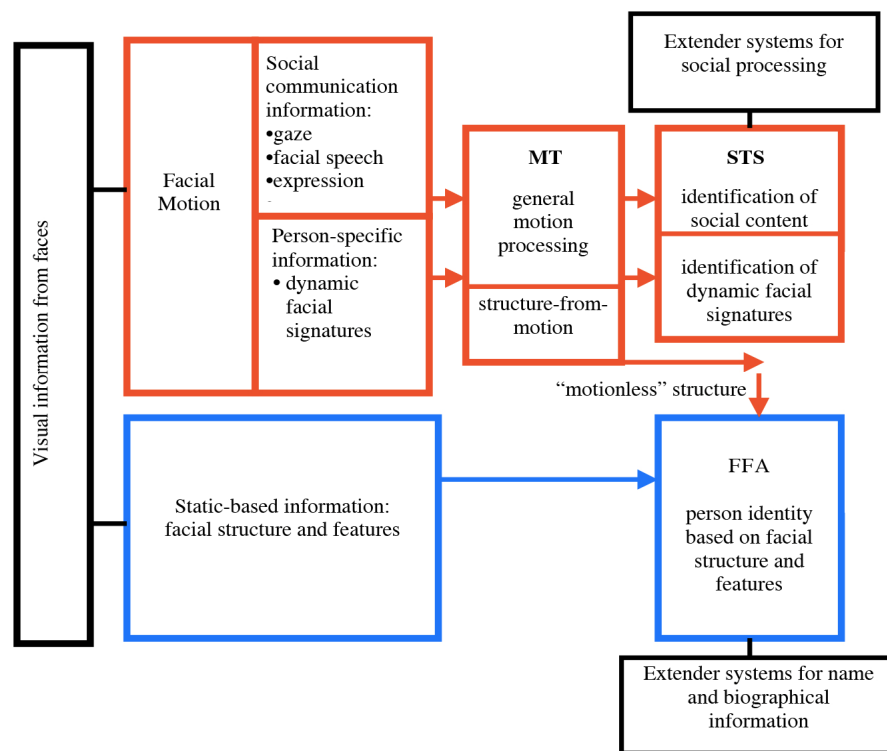 Visual information from faces
Facial
Motion
Social
communication
information:
•gaze
•facial speech
•expression
Person-specific
information:
• dynamic
facial
signatures
MT
general
motion
processing
structure-from-
motion
Extender systems for
social processing
STS
identification of
social content
identification of
dynamic facial
signatures
“motionless” structure
Static-based information:
facial structure and features
FFA
person identity
based on facial
structure and
features
Extender systems for name
and biographical
information